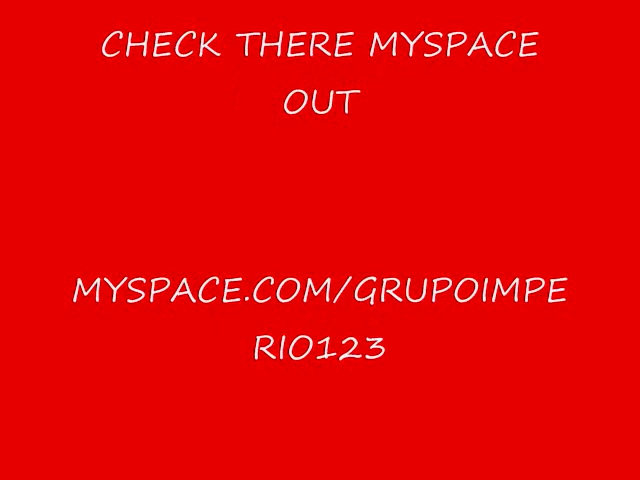 CHECK THERE MYSPACE
OUT
MYSPACE.COM/GRUPOIMPE
RIO123